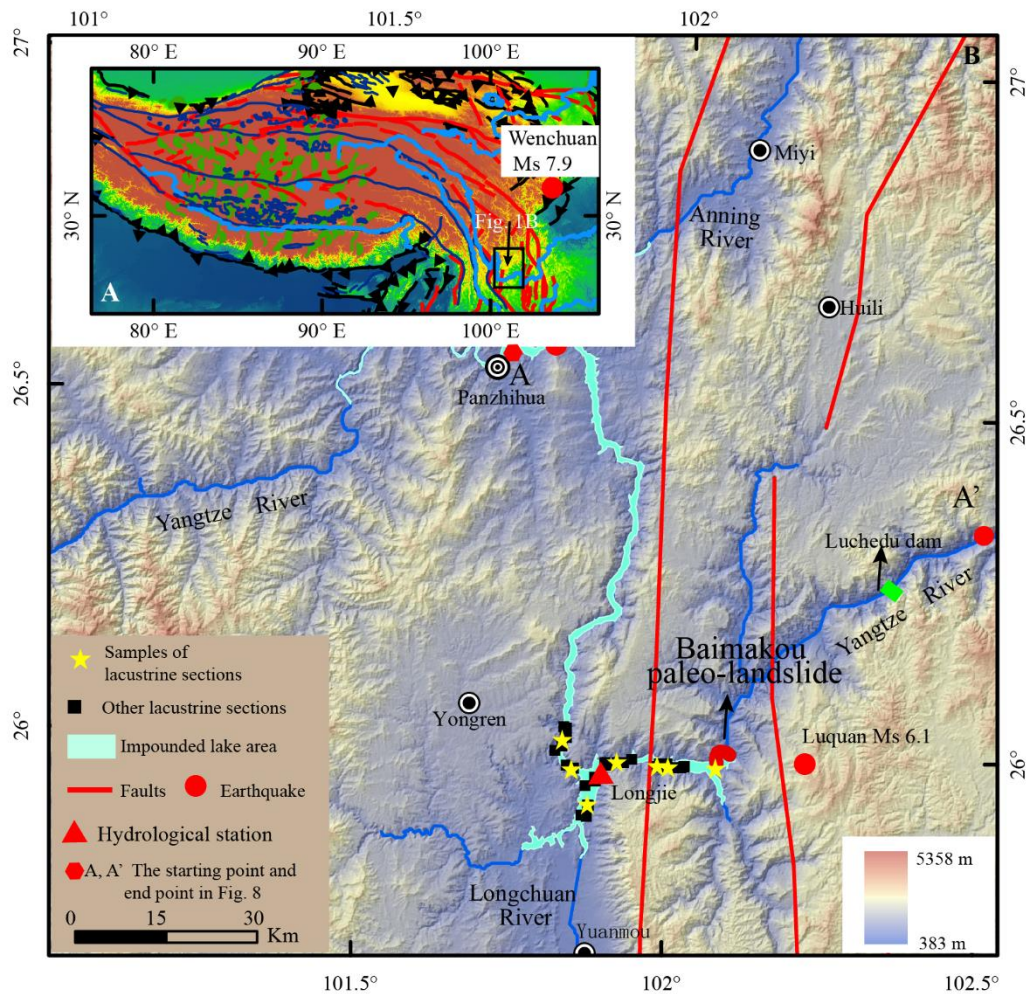 101°
101.5°
102°
27°
27°
B
80° E
90° E
100° E
Wenchuan
Ms 7.9
30° N
30° N
Fig. 1B
A
80° E
90° E
100° E
Miyi
Anning
River
Huili
26.5°
26.5°
A
Panzhihua
Yangtze River
A’
Luchedu dam
Yangtze River
Baimakou
paleo-landslide
Yongren
Luquan Ms 6.1
26°
26°
Longjie
Longchuan
River
Yuanmou
Samples of
lacustrine sections
Other lacustrine sections
Impounded lake area
Faults
Earthquake
Hydrological station
A, A’ The starting point and
end point in Fig. 8
0 15 30
Km
5358 m
383 m
101.5°
102°
102.5°